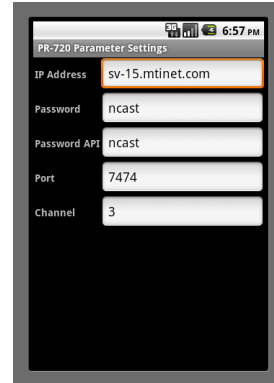 3G 6:57 PM
PR-720 Parameter Settings
IP Address sv-15.mtinet.com
Password ncast
Password API ncast
Port 7474
Channel 3